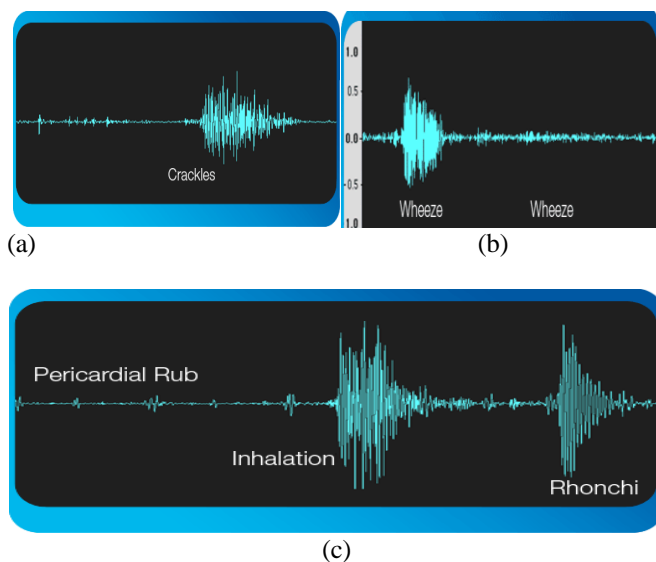 Crackles
1.0
0.5
0.0
-0.5
1.0
Wheeze Wheeze
(a) (b)
Pericardial Rub
Inhalation
Rhonchi
(c)